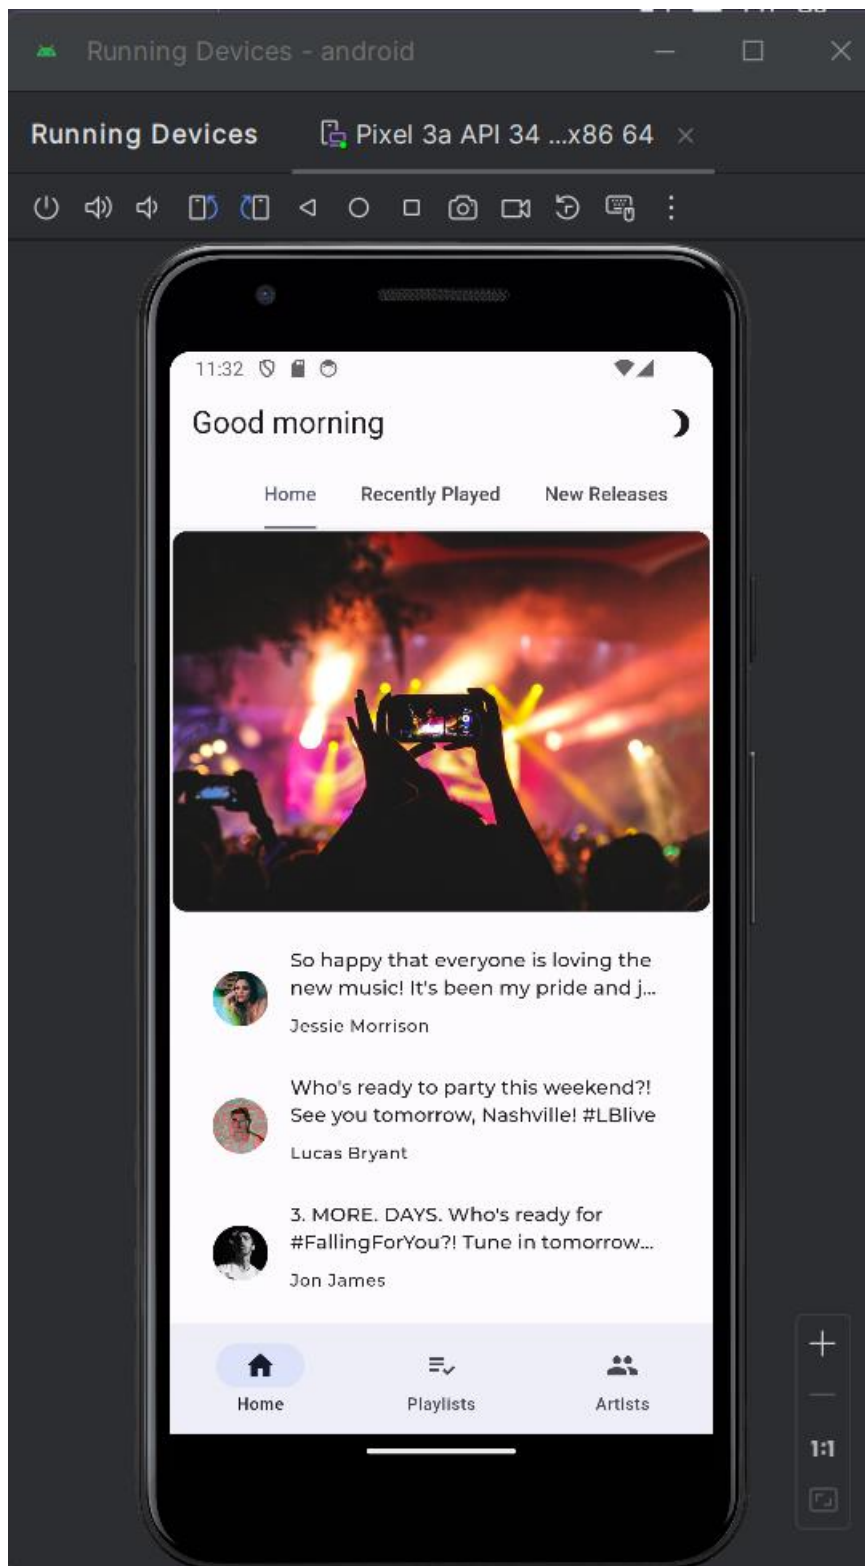 Running Devices - android
Running Devices
Pixel 3a API 34 ...x86 64
11:32
Good morning
Home
Recently Played
New Releases
So happy that everyone is loving the
new music! It's been my pride and j...
Jessie Morrison
Who's ready to party this weekend?!
See you tomorrow, Nashville! #LBlive
Lucas Bryant
3. MORE. DAYS. Who's ready for
#FallingForYou?! Tune in tomorrow...
Jon James
Home
Playlists
Artists
1:1